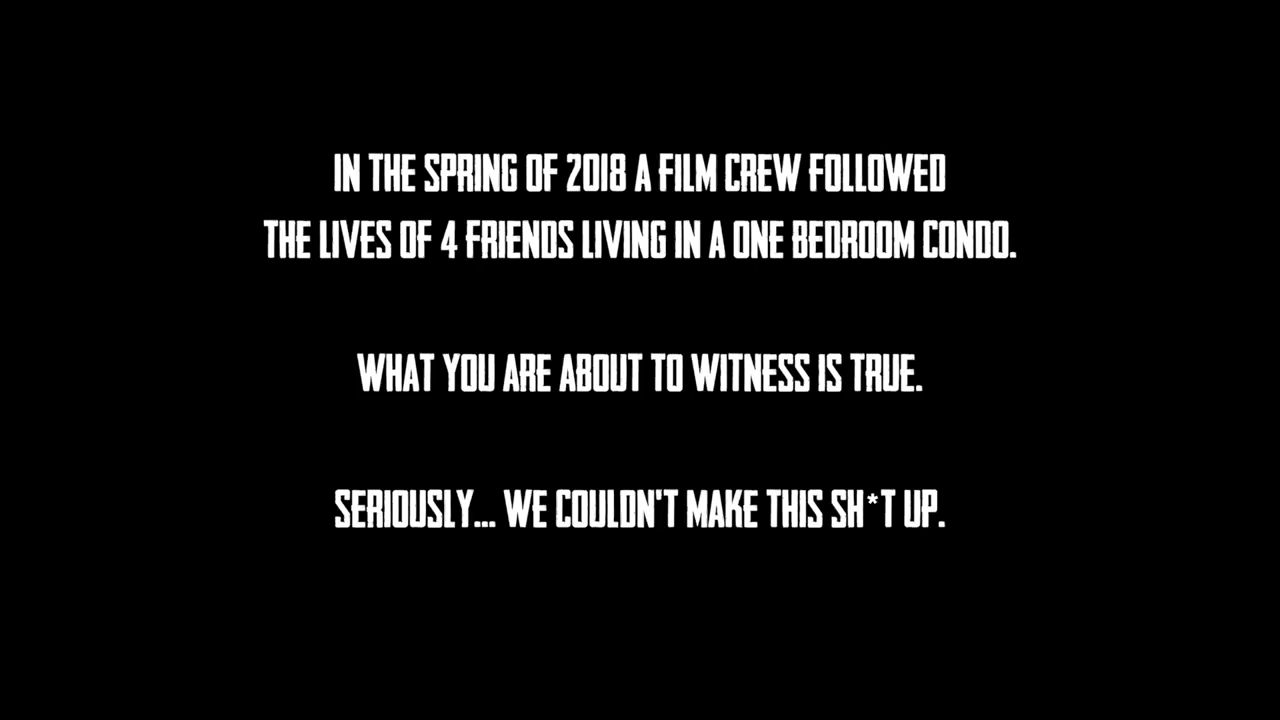 IN THE SPRING OF 2018 A FILM CREW FOLLOWED
THE LIVES OF 4 FRIENDS LIVING IN A ONE BEDROOM CONDO.
WHAT YOU ARE ABOUT TO WITNESS IS TRUE.
SERIOUSLY... WE COULDN'T MAKE THIS SH*T UP.